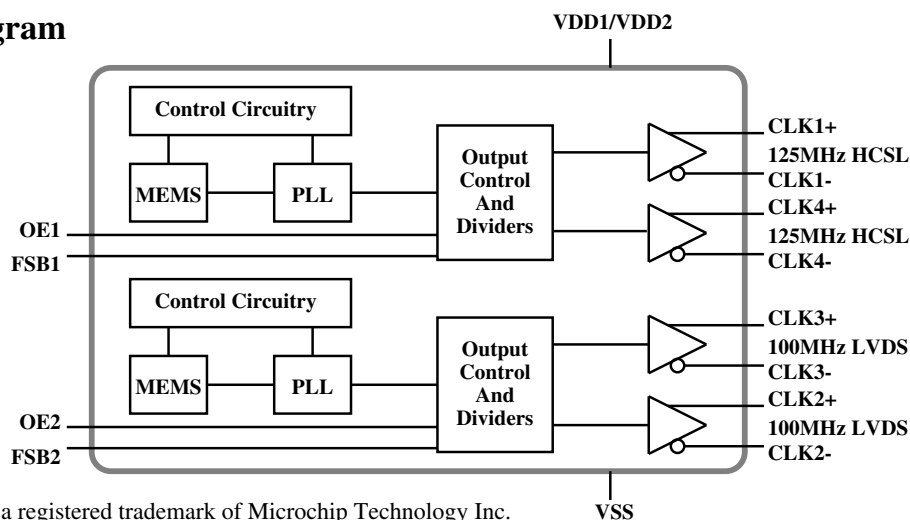 gram
VDD1/VDD2
Control Circuitry
MEMS
PLL
Output
Control
And
Dividers
CLK1+
125MHz HCSL
CLK1-
CLK4+
125MHz HCSL
CLK4-
OE1
FSB1
Control Circuitry
MEMS
PLL
Output
Control
And
Dividers
CLK3+
100MHz LVDS
CLK3-
CLK2+
100MHz LVDS
CLK2-
OE2
FSB2
a registered trademark of Microchip Technology Inc.
VSS